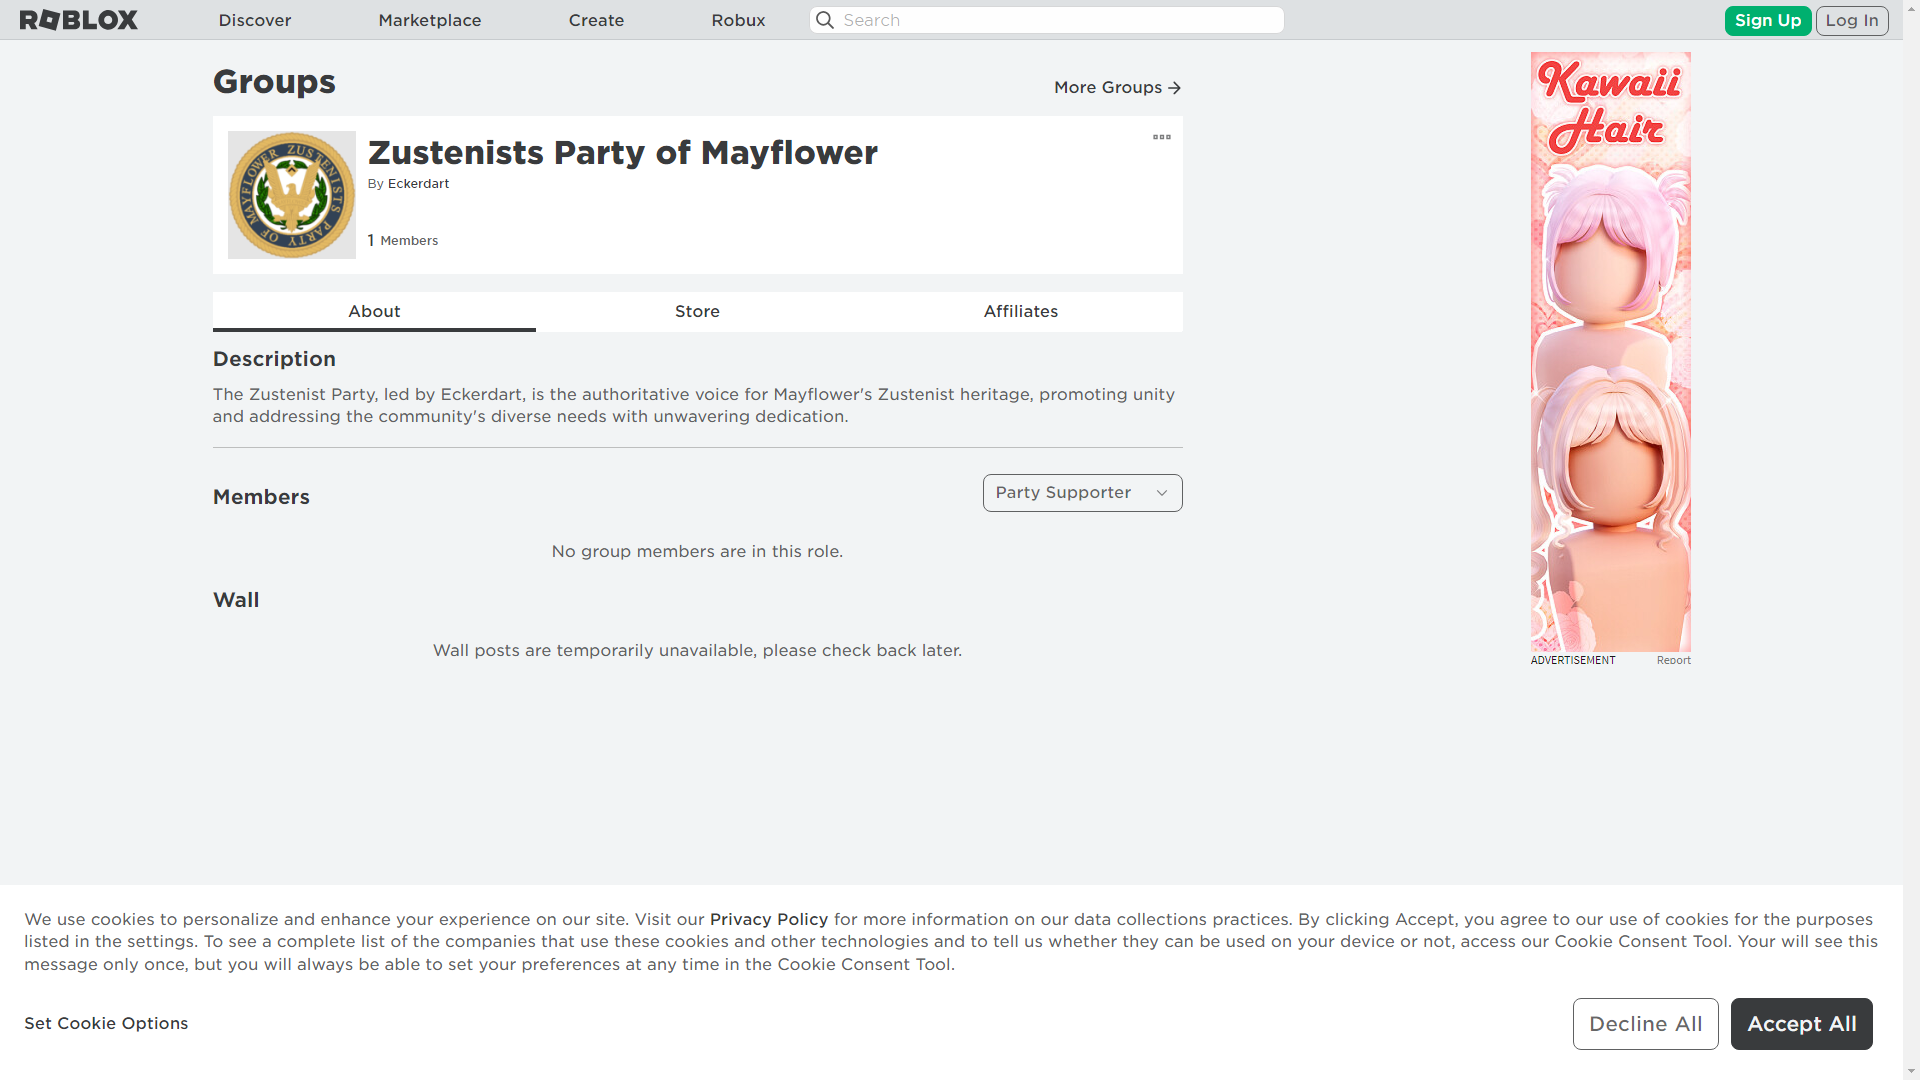 ROBLOX Discover Marketplace Create Robux Search Sign Up Log In
Groups
More Groups
MAYFLOWER ZUSTENISTS PARTY OF
Zustenists Party of Mayflower
By Eckerdart
1 Members
About Store Affiliates
Description
The Zustenist Party, led by Eckerdart, is the authoritative voice for Mayflower's Zustenist heritage, promoting unity
and addressing the community's diverse needs with unwavering dedication.
Members
Party Supporter
No group members are in this role.
Wall
Wall posts are temporarily unavailable, please check back later.
Kawaii
Hair
ADVERTISEMENT Report
We use cookies to personalize and enhance your experience on our site. Visit our Privacy Policy for more information on our data collections practices. By clicking Accept, you agree to our use of cookies for the purposes
listed in the settings. To see a complete list of the companies that use these cookies and other technologies and to tell us whether they can be used on your device or not, access our Cookie Consent Tool. Your will see this
message only once, but you will always be able to set your preferences at any time in the Cookie Consent Tool.
Set Cookie Options
Decline All
Accept All